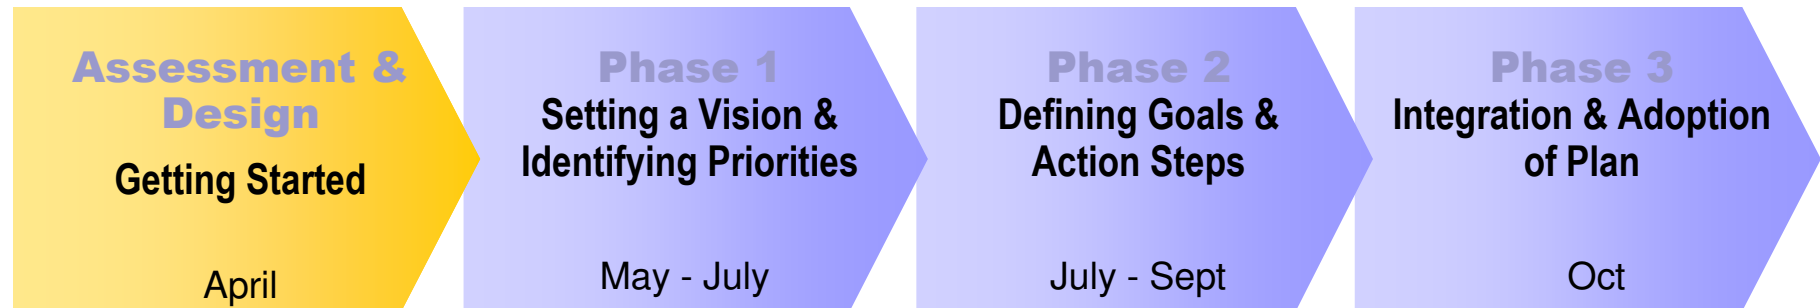 Assessment &
Design
Getting Started
April
Phase 1
Setting a Vision &
Identifying Priorities
May - July
Phase 2
Defining Goals &
Action Steps
July - Sept
Phase 3
Integration & Adoption
of Plan
Oct